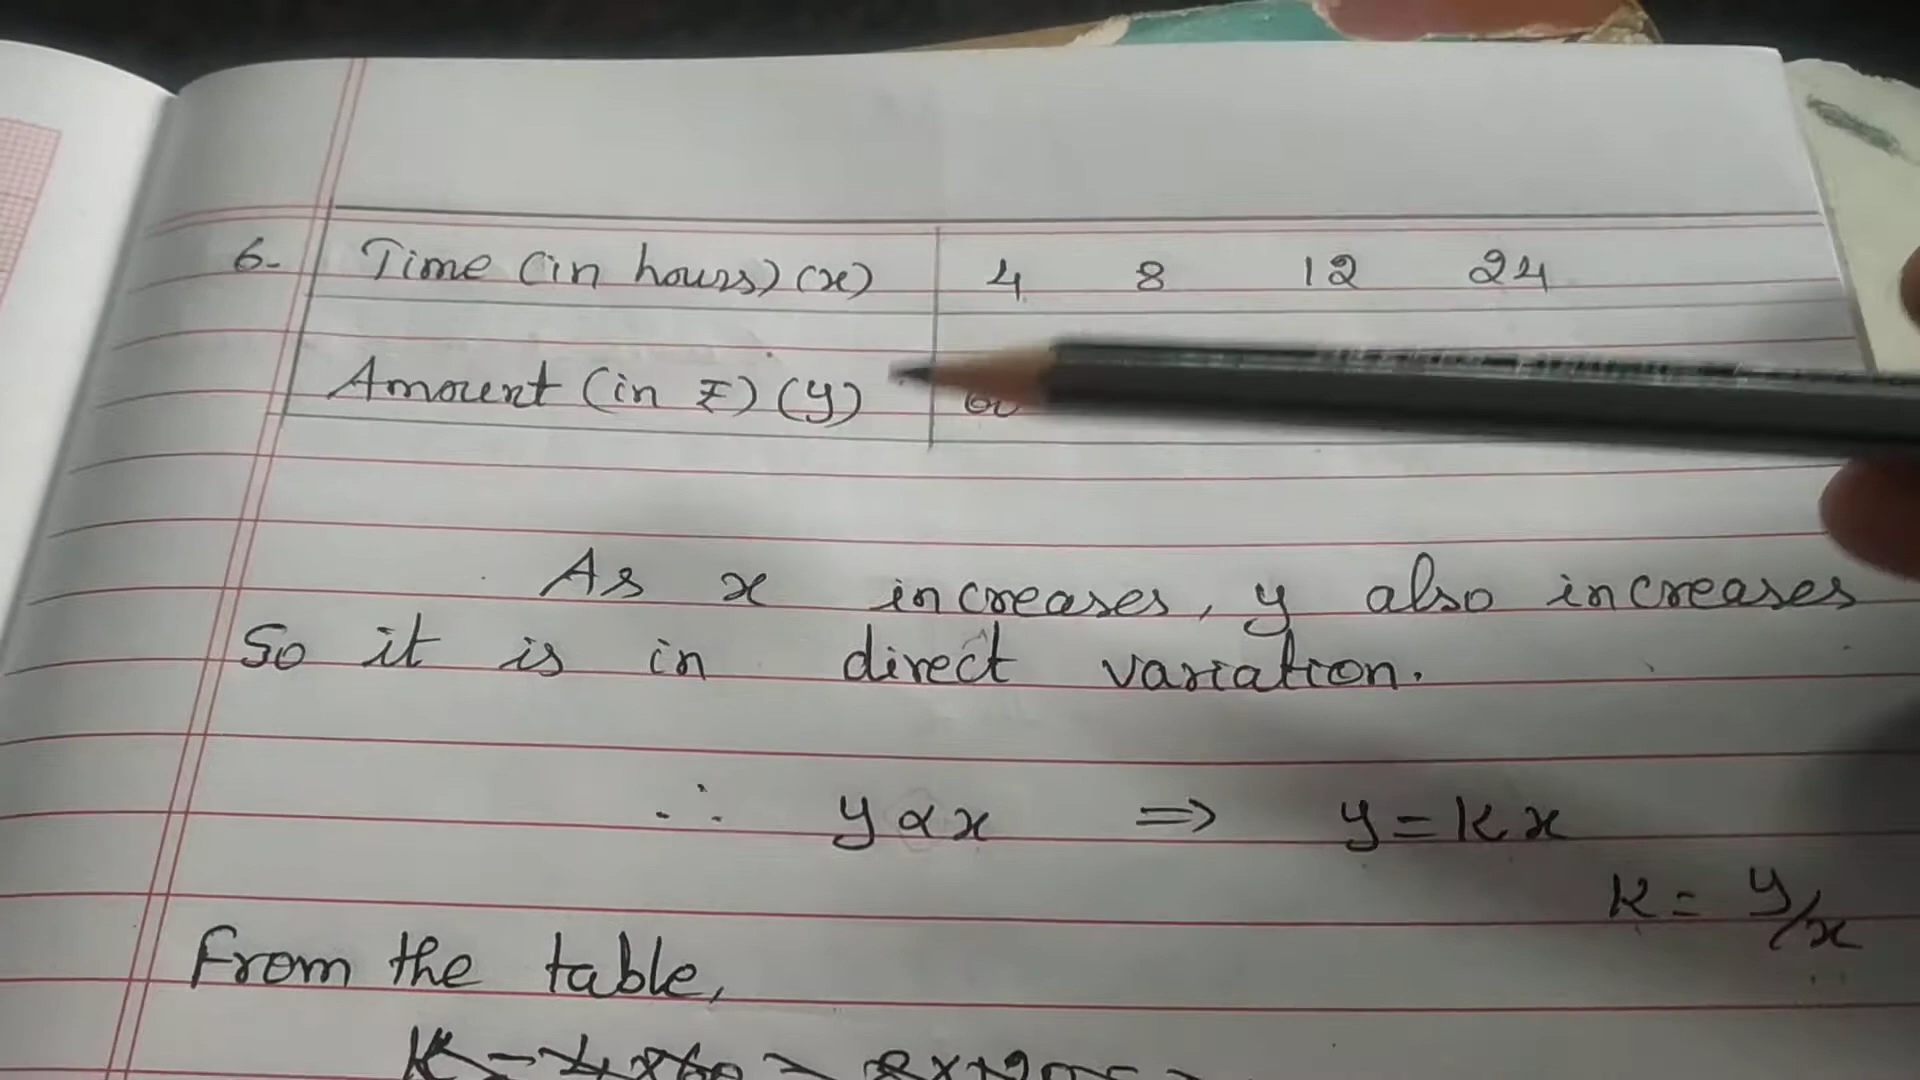 6. Time (in hours) (x) 4 8 12 24
Amount (in ₹) (y)
As x increases, y also increases
So it is in direct variation.
∴ y ∝ x ⇒ y = kx
k = y/x
From the table,